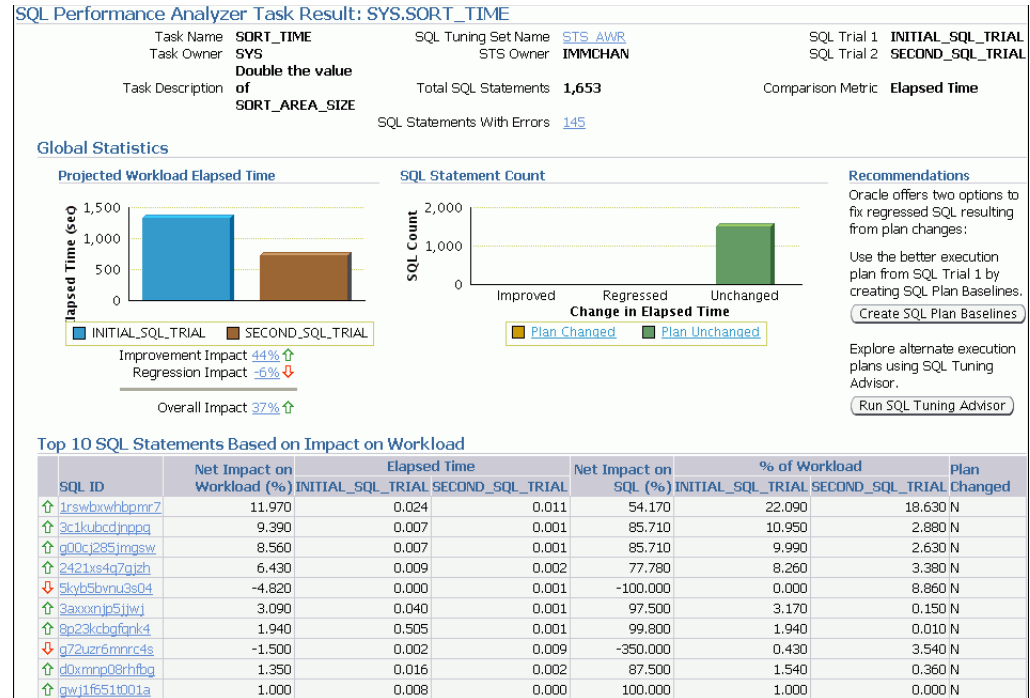 SQL Performance Analyzer Task Result: SYS.SORT_TIME
Task Name SORT_TIME
Task Owner SYS
Task Description Double the value
of
SORT_AREA_SIZE
SQL Tuning Set Name STS_AWR
STS Owner IMMCHAN
Total SQL Statements 1,653
SQL Statements With Errors 145
SQL Trial 1 INITIAL_SQL_TRIAL
SQL Trial 2 SECOND_SQL_TRIAL
Comparison Metric Elapsed Time
Global Statistics
Projected Workload Elapsed Time
Elapsed Time (sec)
1,500
1,000
500
0
INITIAL_SQL_TRIAL SECOND_SQL_TRIAL
Improvement Impact 44%
Regression Impact -6%
Overall Impact 37%
SQL Statement Count
SQL Count
2,000
1,000
0
Improved Regressed Unchanged
Change in Elapsed Time
Plan Changed Plan Unchanged
Recommendations
Oracle offers two options to
fix regressed SQL resulting
from plan changes:
Use the better execution
plan from SQL Trial 1 by
creating SQL Plan Baselines.
Create SQL Plan Baselines
Explore alternate execution
plans using SQL Tuning
Advisor.
Run SQL Tuning Advisor
Top 10 SQL Statements Based on Impact on Workload
Net Impact on Elapsed Time Net Impact on % of Workload Plan
SQL ID Workload (%) INITIAL_SQL_TRIAL SECOND_SQL_TRIAL SQL (%) INITIAL_SQL_TRIAL SECOND_SQL_TRIAL Changed
1rswbxwhbpmr7 11.970 0.024 0.011 54.170 22.090 18.630 N
3c1kubcdjnppq 9.390 0.007 0.001 85.710 10.950 2.880 N
g00cj285jmgsw 8.560 0.007 0.001 85.710 9.990 2.630 N
2421xs4q7gjzh 6.430 0.009 0.002 77.780 8.260 3.380 N
5kyb5bvnu3s04 -4.820 0.000 0.001 -100.000 0.000 8.860 N
3axxxnjp5jjwj 3.090 0.040 0.001 97.500 3.170 0.150 N
8p23kcbgfqnk4 1.940 0.505 0.001 99.800 1.940 0.010 N
g72uzr6mnrc4s -1.500 0.002 0.009 -350.000 0.430 3.540 N
d0xmnp08rhfbg 1.350 0.016 0.002 87.500 1.540 0.360 N
gwj1f651t001a 1.000 0.008 0.000 100.000 1.000 0.000 N